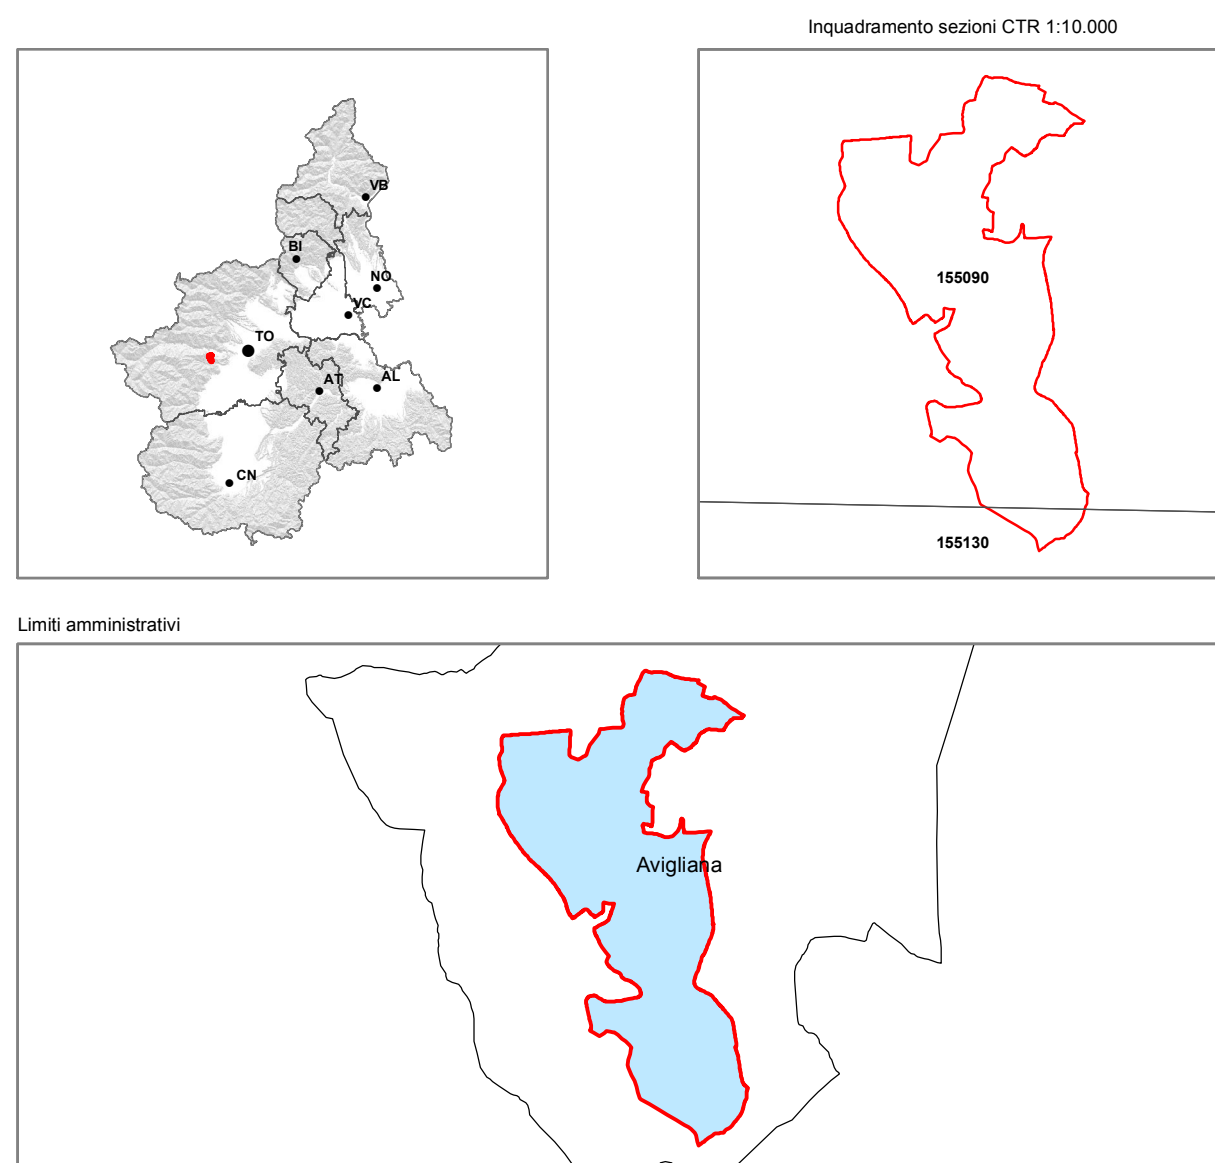 Inquadramento sezioni CTR 1:10.000
VB
BI
NO
VC
TO
AT
AL
CN
155090
155130
Limiti amministrativi
Avigliana